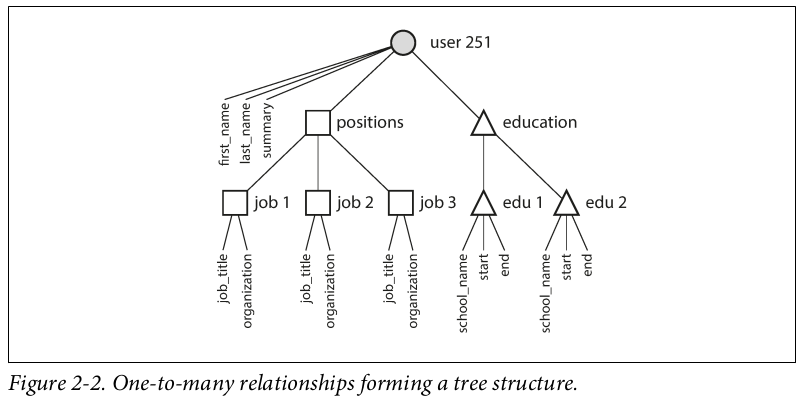 user 251
first_name
last_name
summary
positions
education
job 1
job 2
job 3
edu 1
edu 2
job_title
organization
job_title
organization
job_title
organization
school_name
start
end
school_name
start
end
Figure 2-2. One-to-many relationships forming a tree structure.